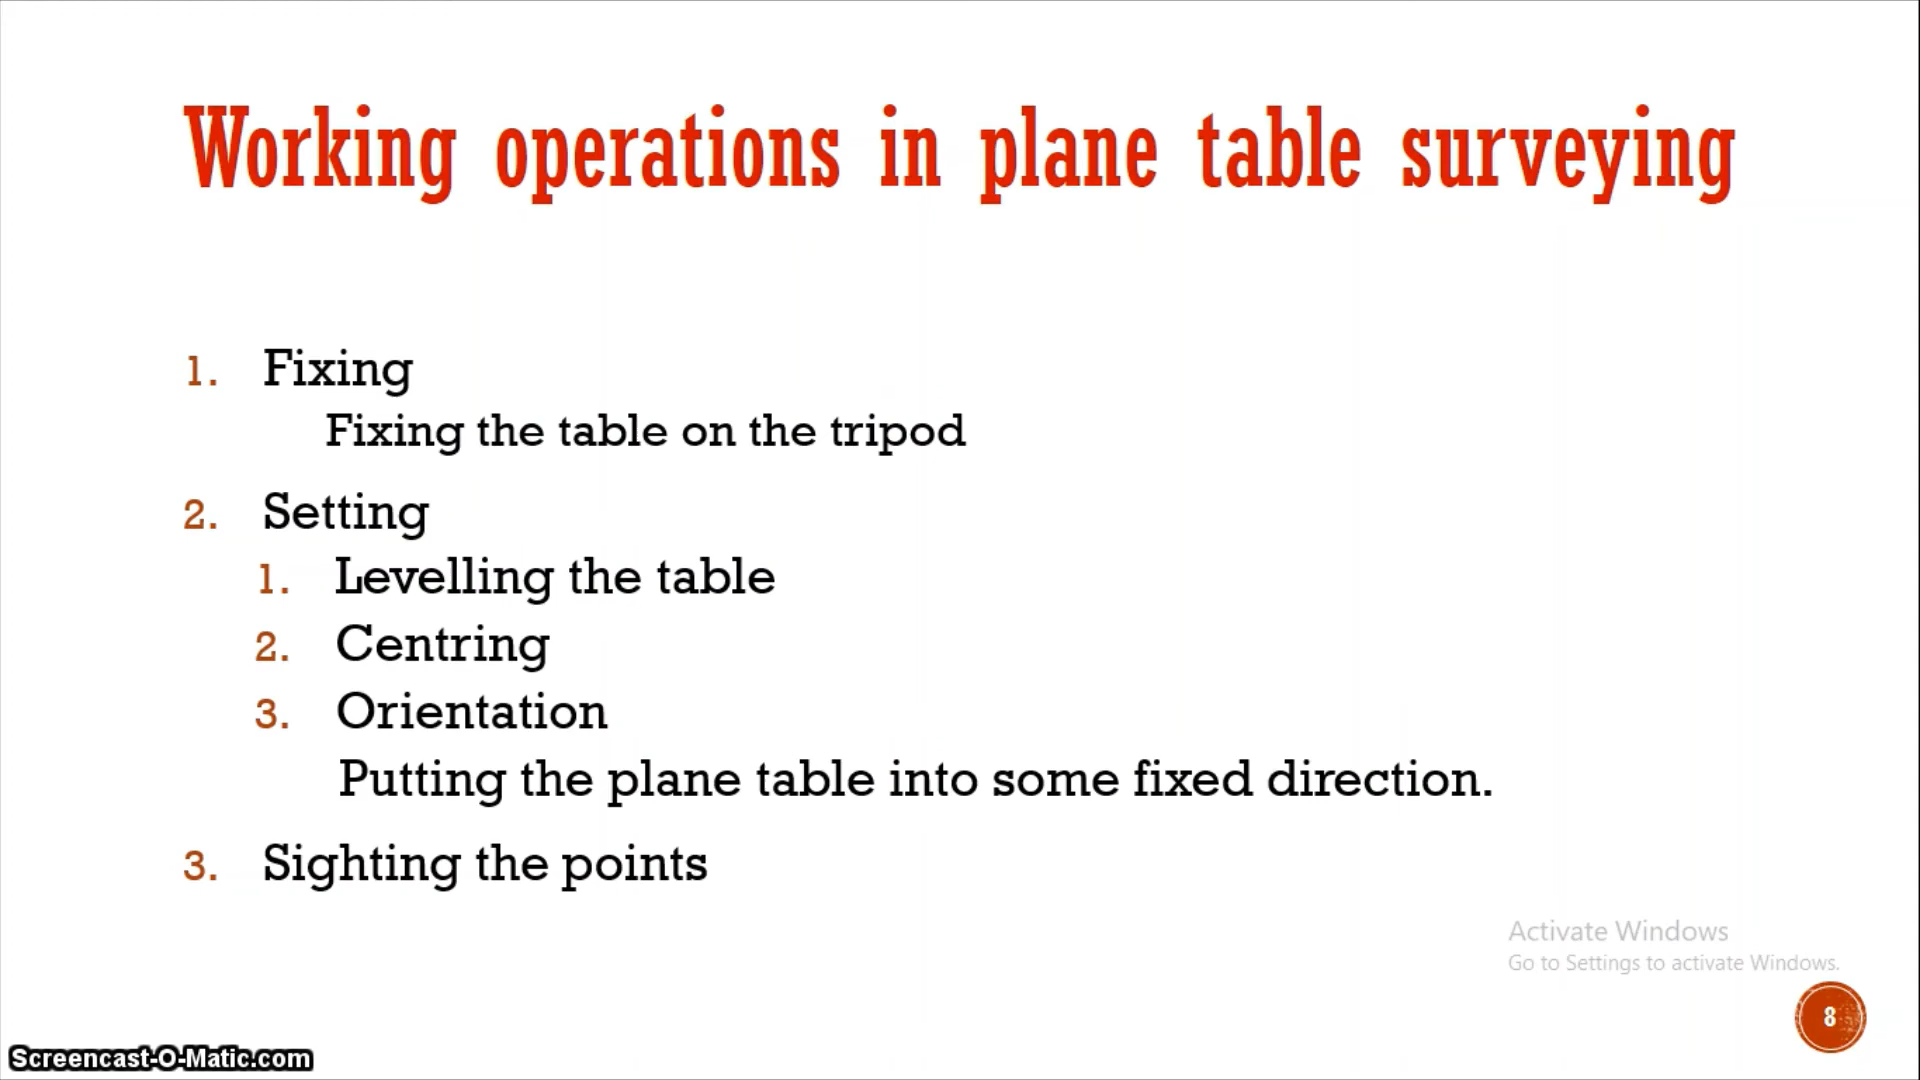 Working operations in plane table surveying
1. Fixing
Fixing the table on the tripod
2. Setting
1. Levelling the table
2. Centring
3. Orientation
Putting the plane table into some fixed direction.
3. Sighting the points
Activate Windows
Go to Settings to activate Windows.
8
Screencast-O-Matic.com